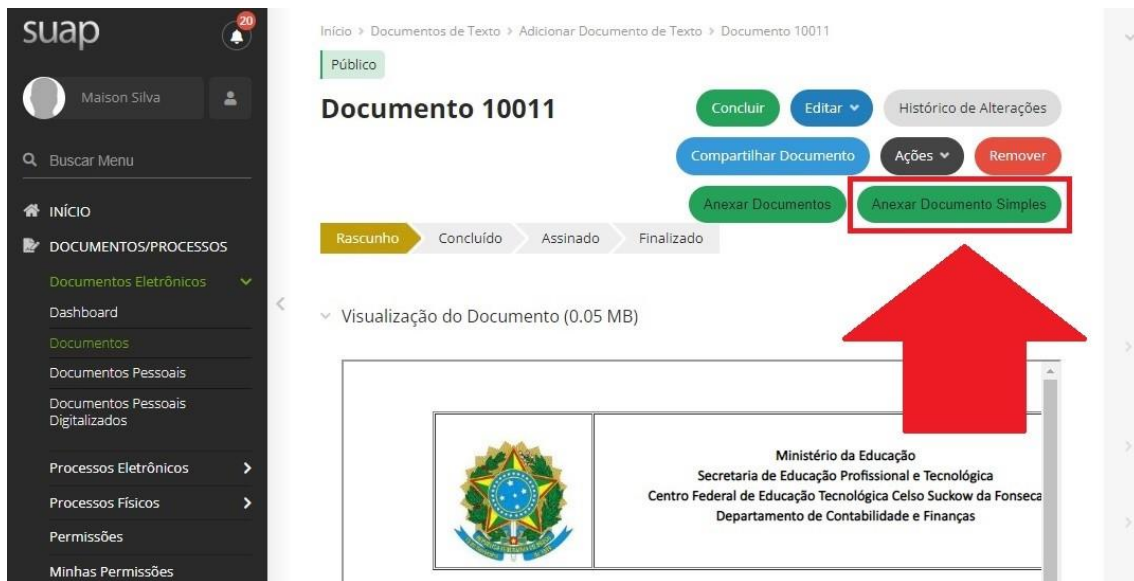 suap
20
Maison Silva
Buscar Menu
INÍCIO
DOCUMENTOS/PROCESSOS
Documentos Eletrônicos
Dashboard
Documentos
Documentos Pessoais
Documentos Pessoais
Digitalizados
Processos Eletrônicos
Processos Físicos
Permissões
Minhas Permissões
Início > Documentos de Texto > Adicionar Documento de Texto > Documento 10011
Público
Documento 10011
Concluir Editar Histórico de Alterações
Compartilhar Documento Ações Remover
Anexar Documentos Anexar Documento Simples
Rascunho Concluído Assinado Finalizado
Visualização do Documento (0.05 MB)
Ministério da Educação
Secretaria de Educação Profissional e Tecnológica
Centro Federal de Educação Tecnológica Celso Suckow da Fonseca
Departamento de Contabilidade e Finanças